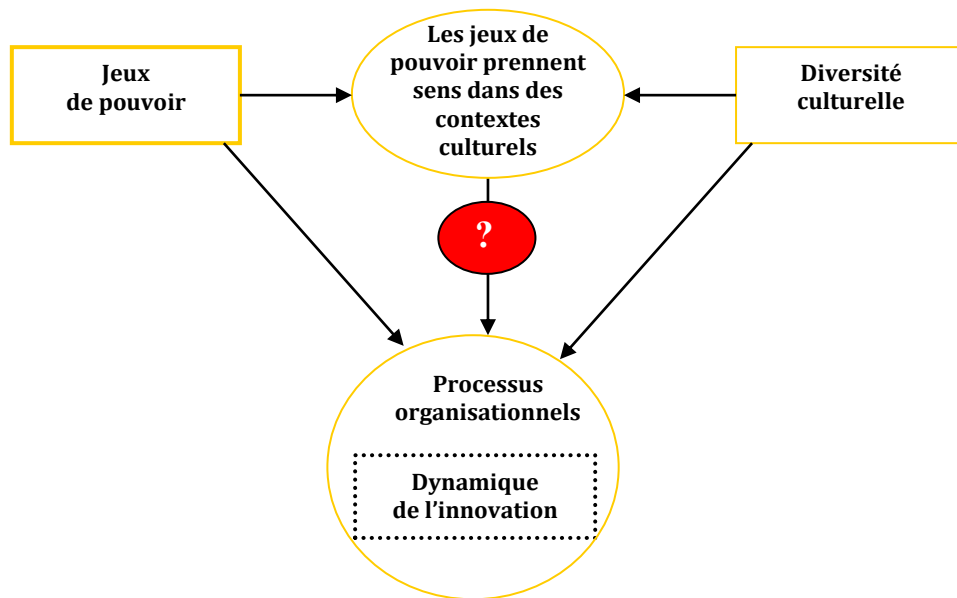 Jeux
de pouvoir
Les jeux de
pouvoir prennent
sens dans des
contextes
culturels
Diversité
culturelle
?
Processus
organisationnels
Dynamique
de l’innovation